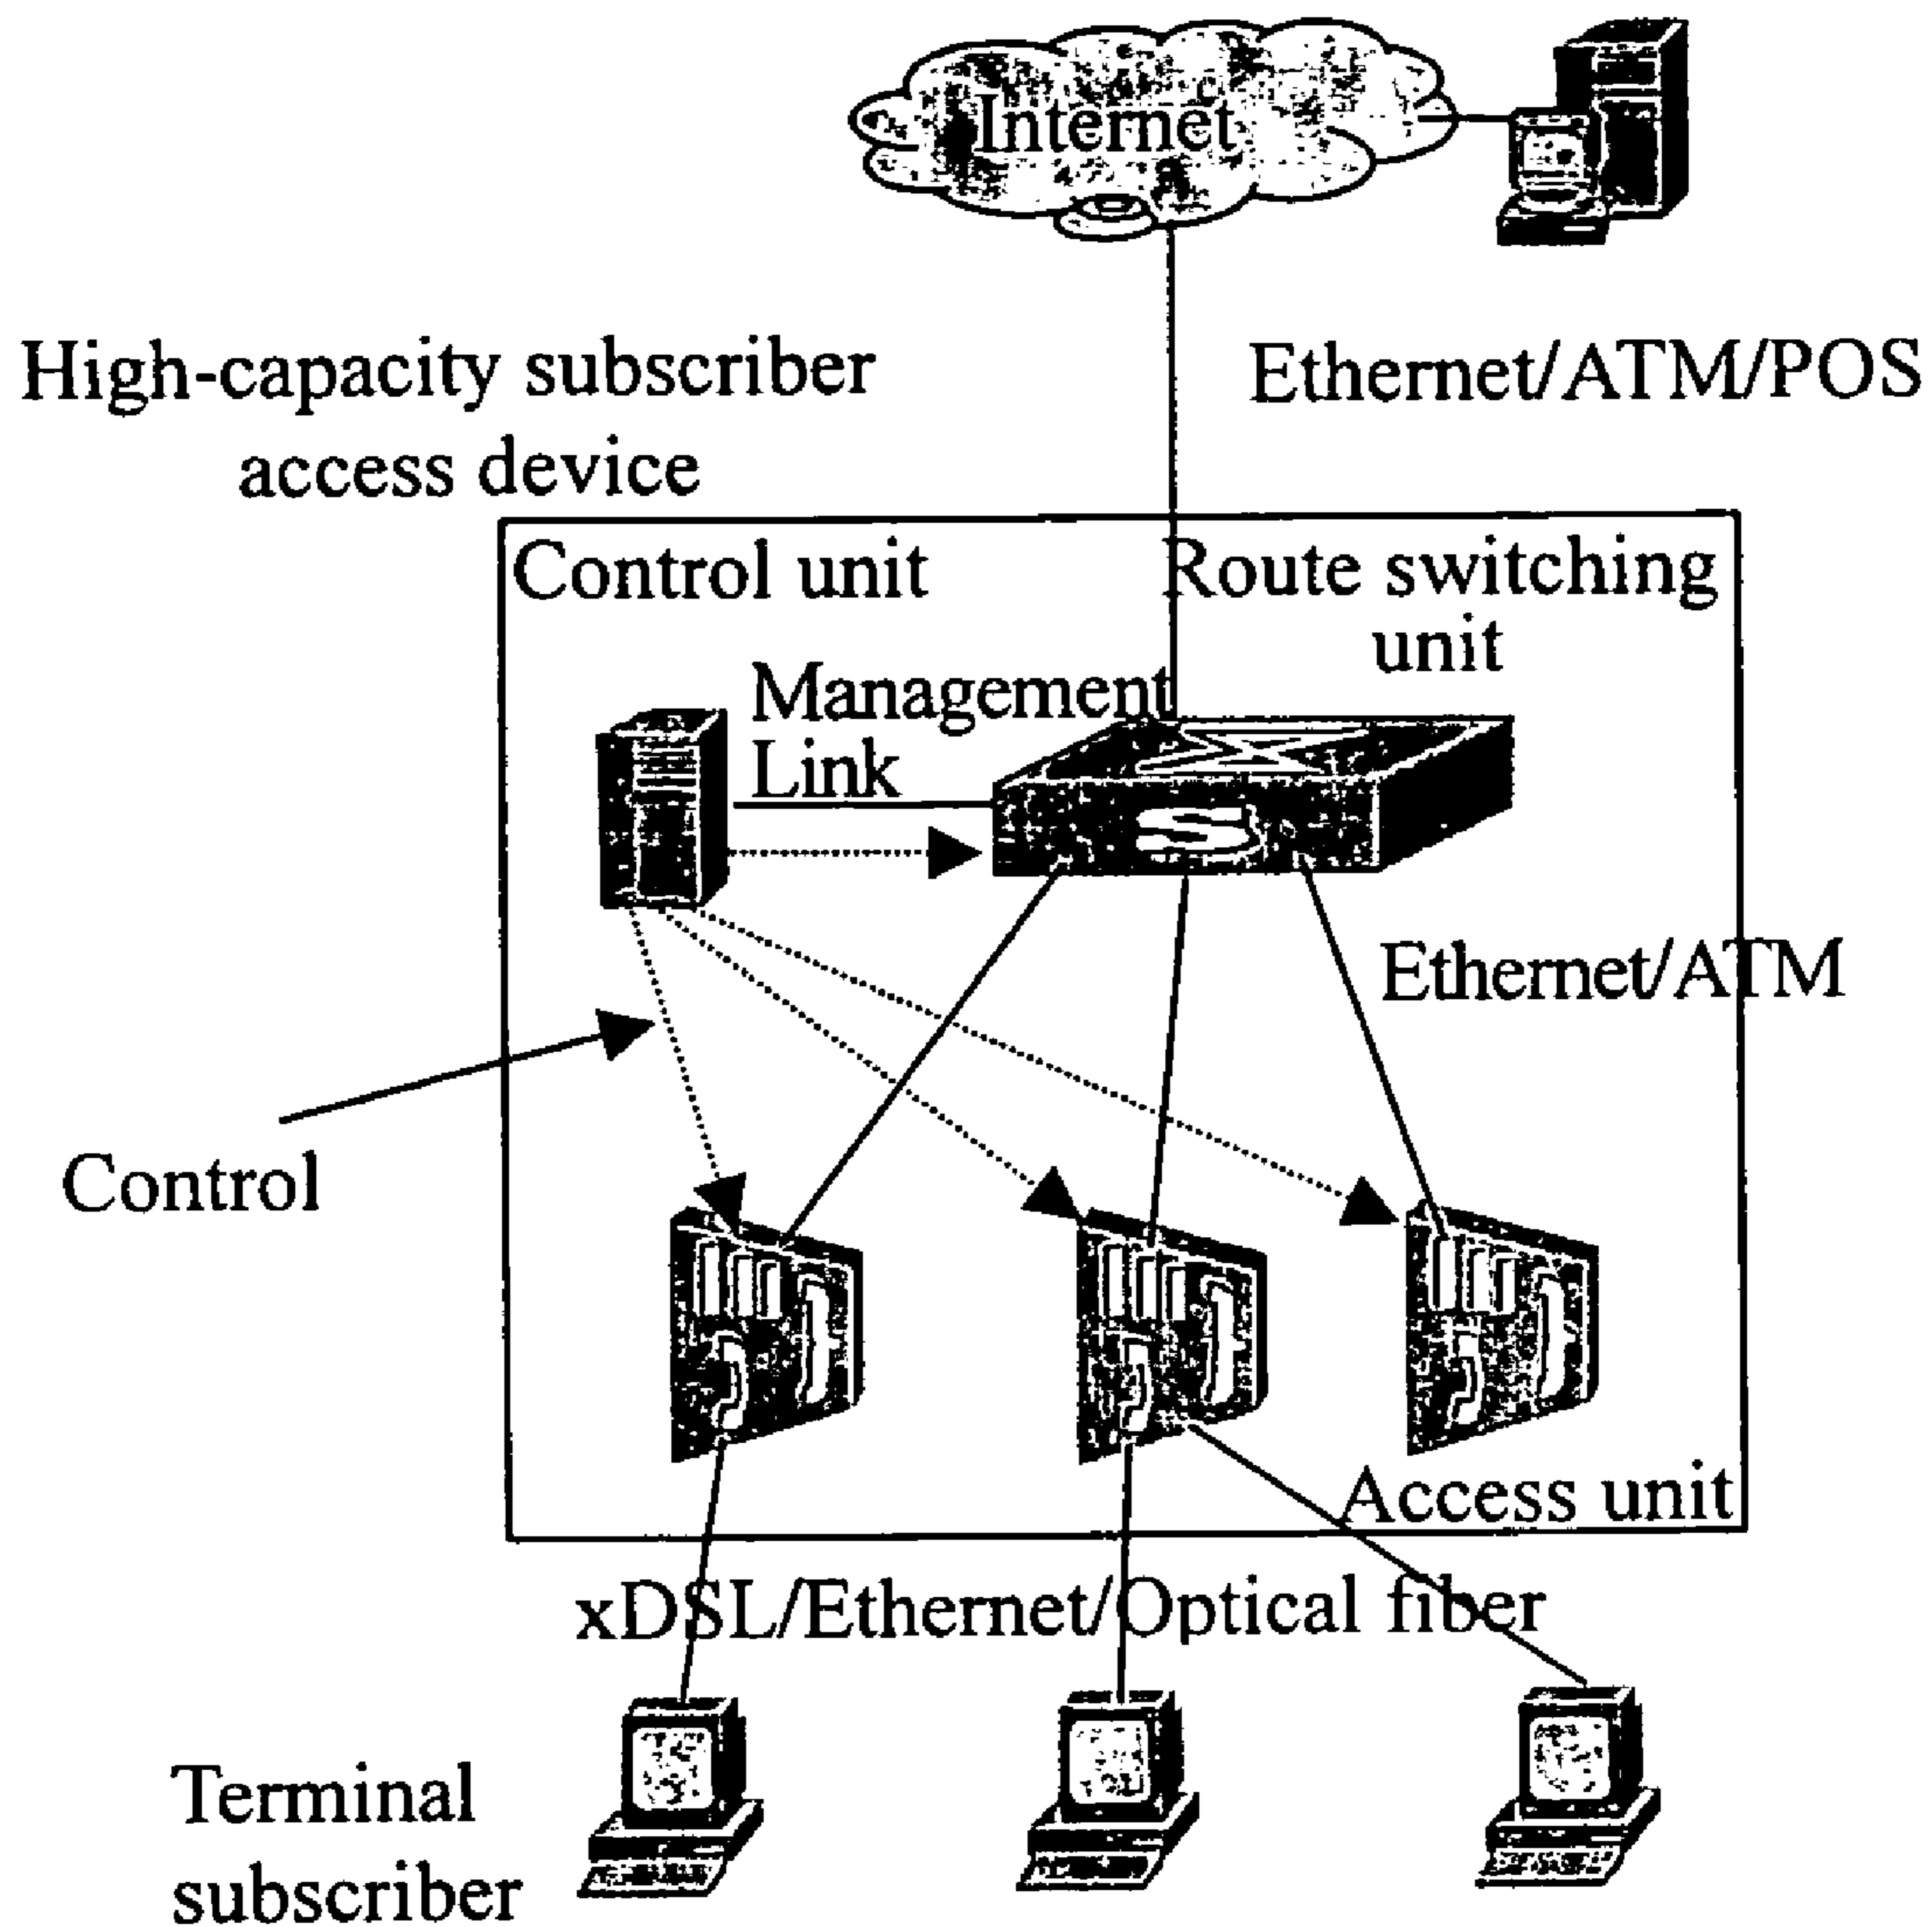 Internet
High-capacity subscriber
access device
Ethernet/ATM/POS
Control unit
Route switching
unit
Management
Link
Ethernet/ATM
Control
Access unit
xDSL/Ethernet/Optical fiber
Terminal
subscriber